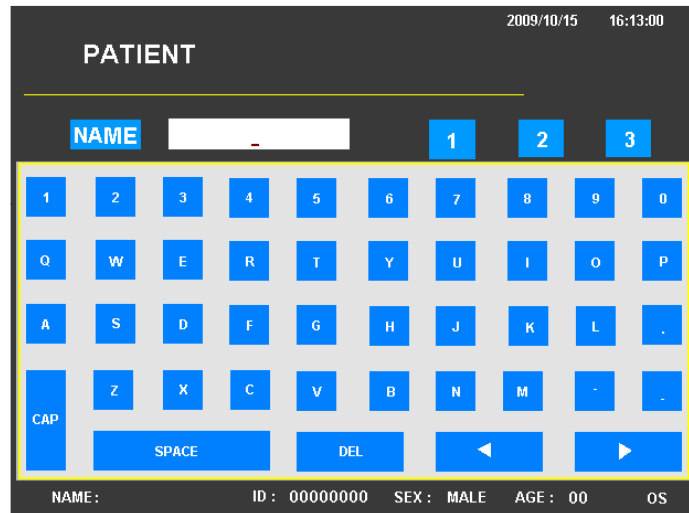 2009/10/15 16:13:00
PATIENT
NAME _ 1 2 3
1 2 3 4 5 6 7 8 9 0
Q W E R T Y U I O P
A S D F G H J K L .
CAP Z X C V B N M - _
SPACE DEL ◀ ▶
NAME: ID: 00000000 SEX: MALE AGE: 00 OS